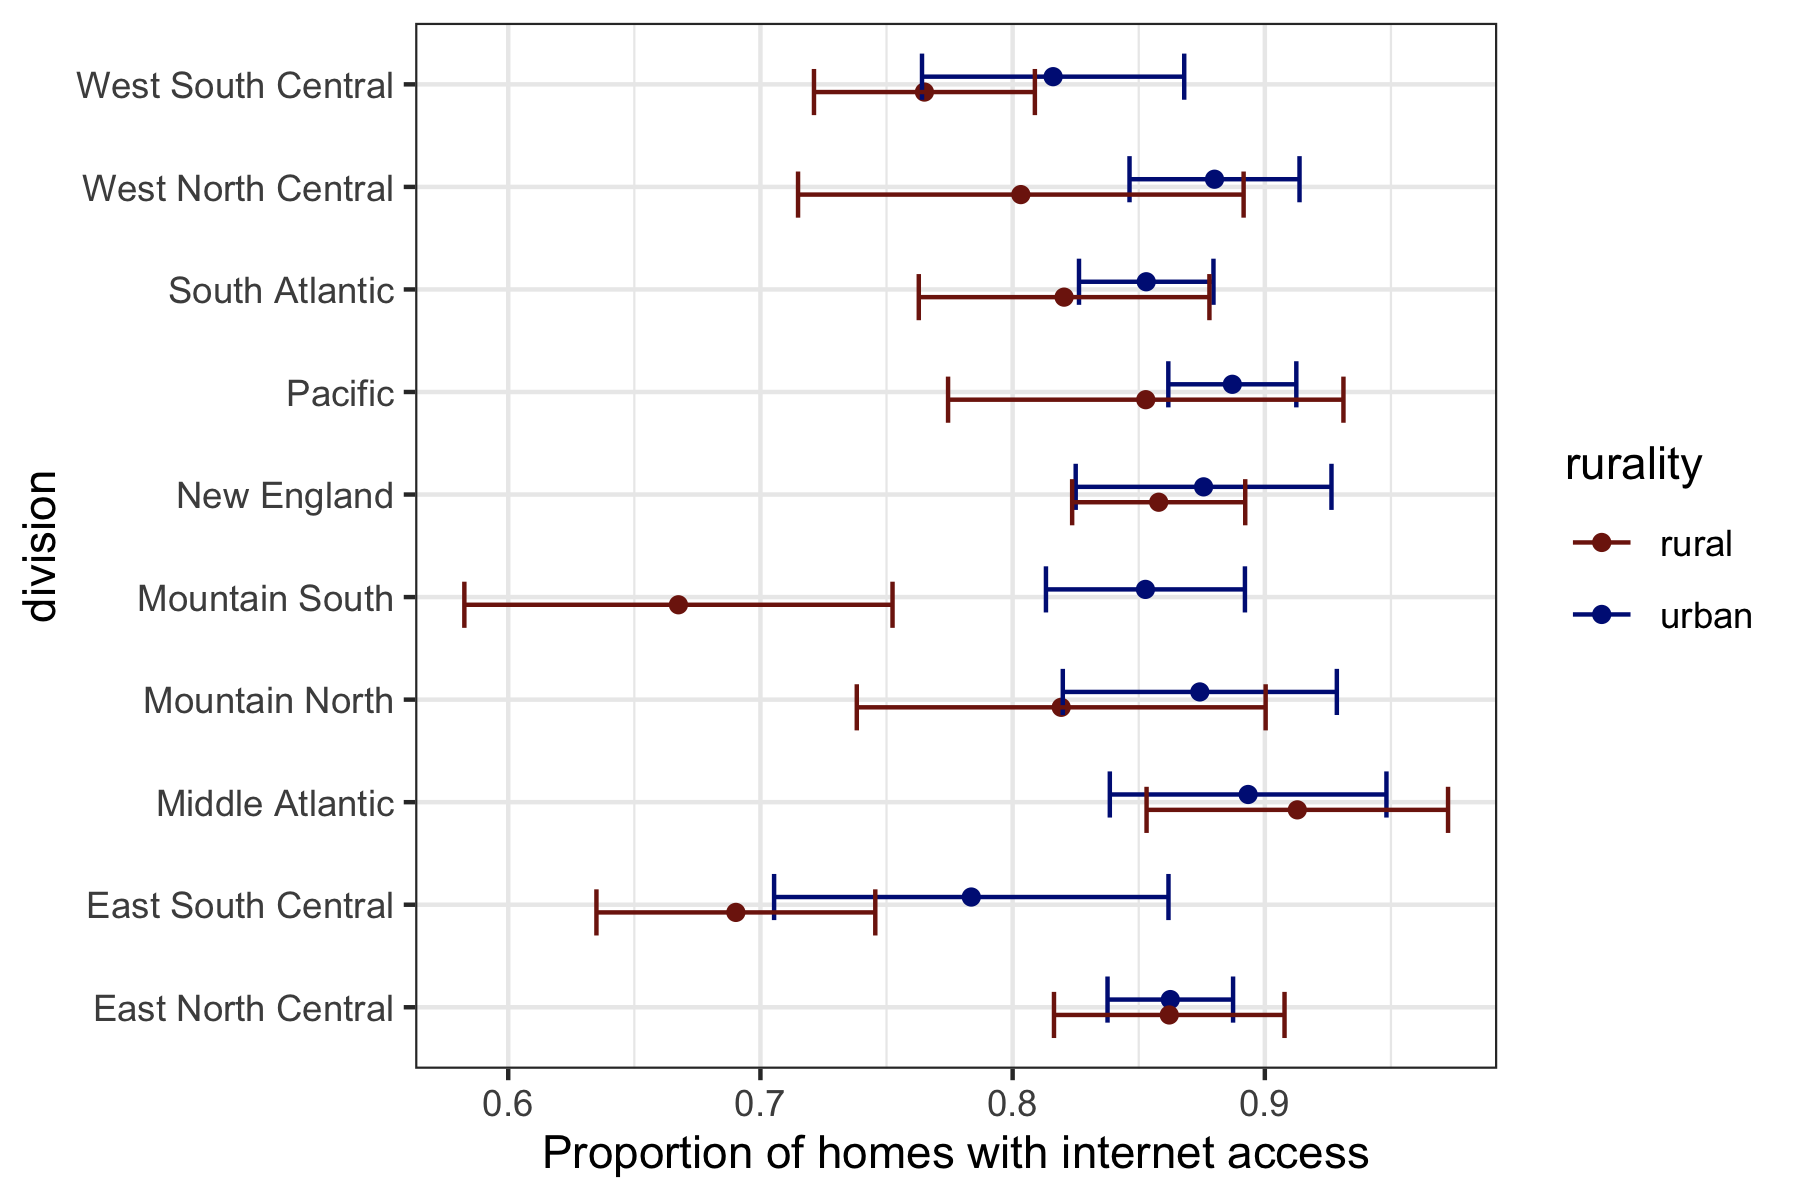 West South Central
West North Central
South Atlantic
Pacific
New England
Mountain South
Mountain North
Middle Atlantic
East South Central
East North Central
division
0.6 0.7 0.8 0.9
Proportion of homes with internet access
rurality
rural
urban